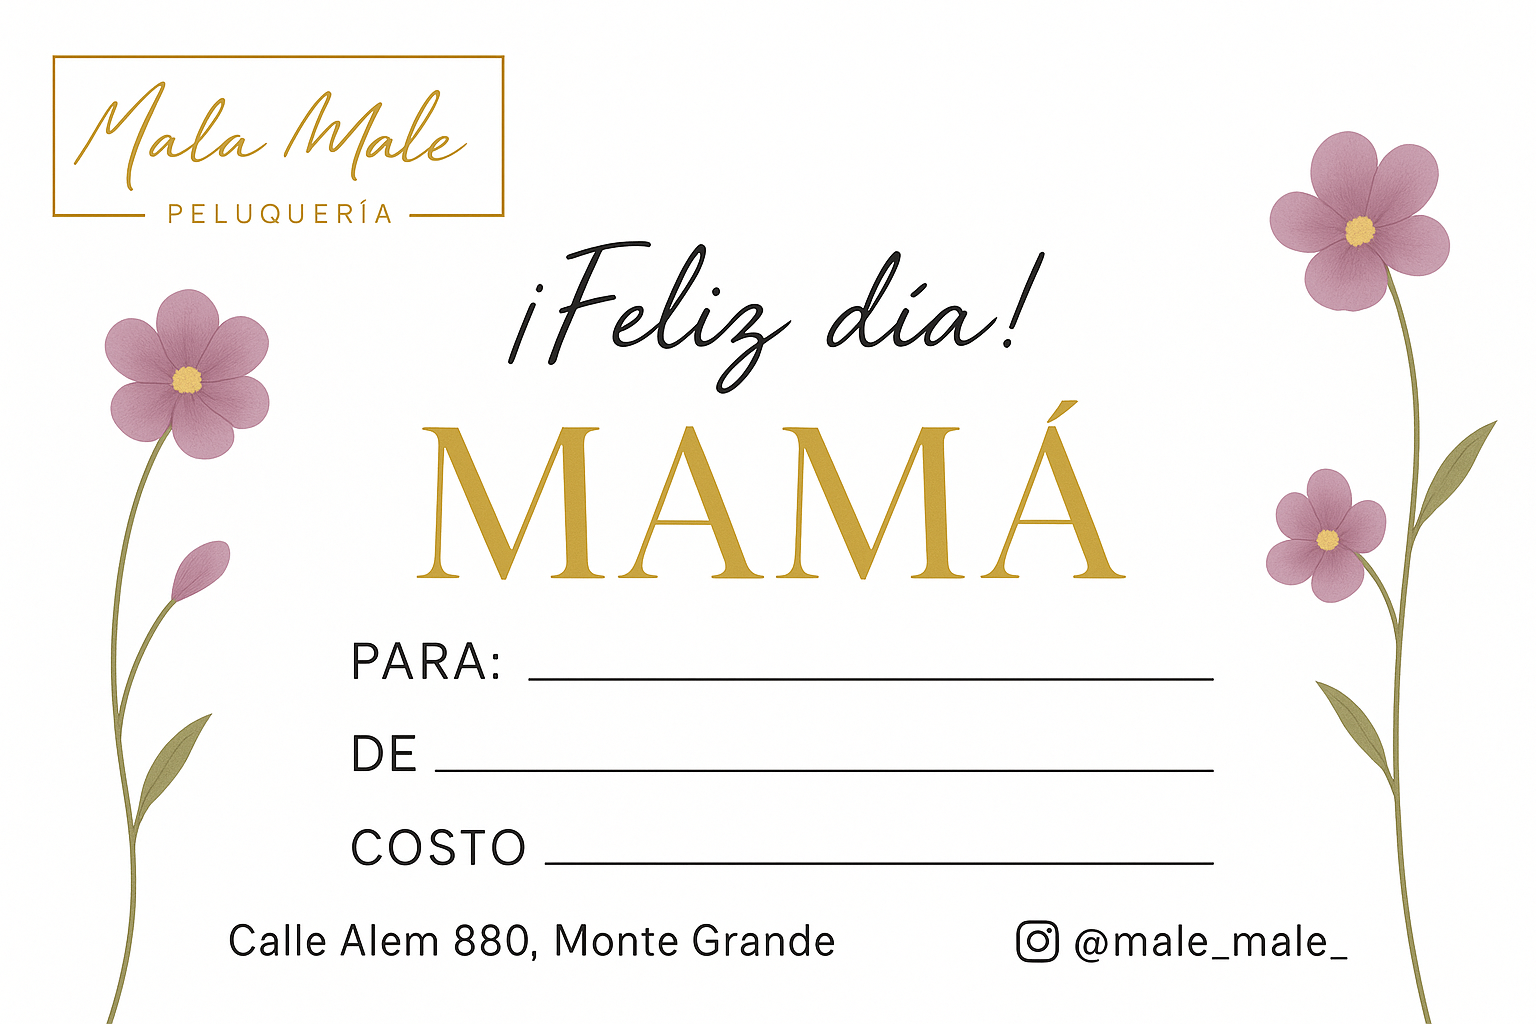 Mala Male
PELUQUERÍA
¡Feliz día!
MAMÁ
PARA:
DE
COSTO
Calle Alem 880, Monte Grande
@male_male_